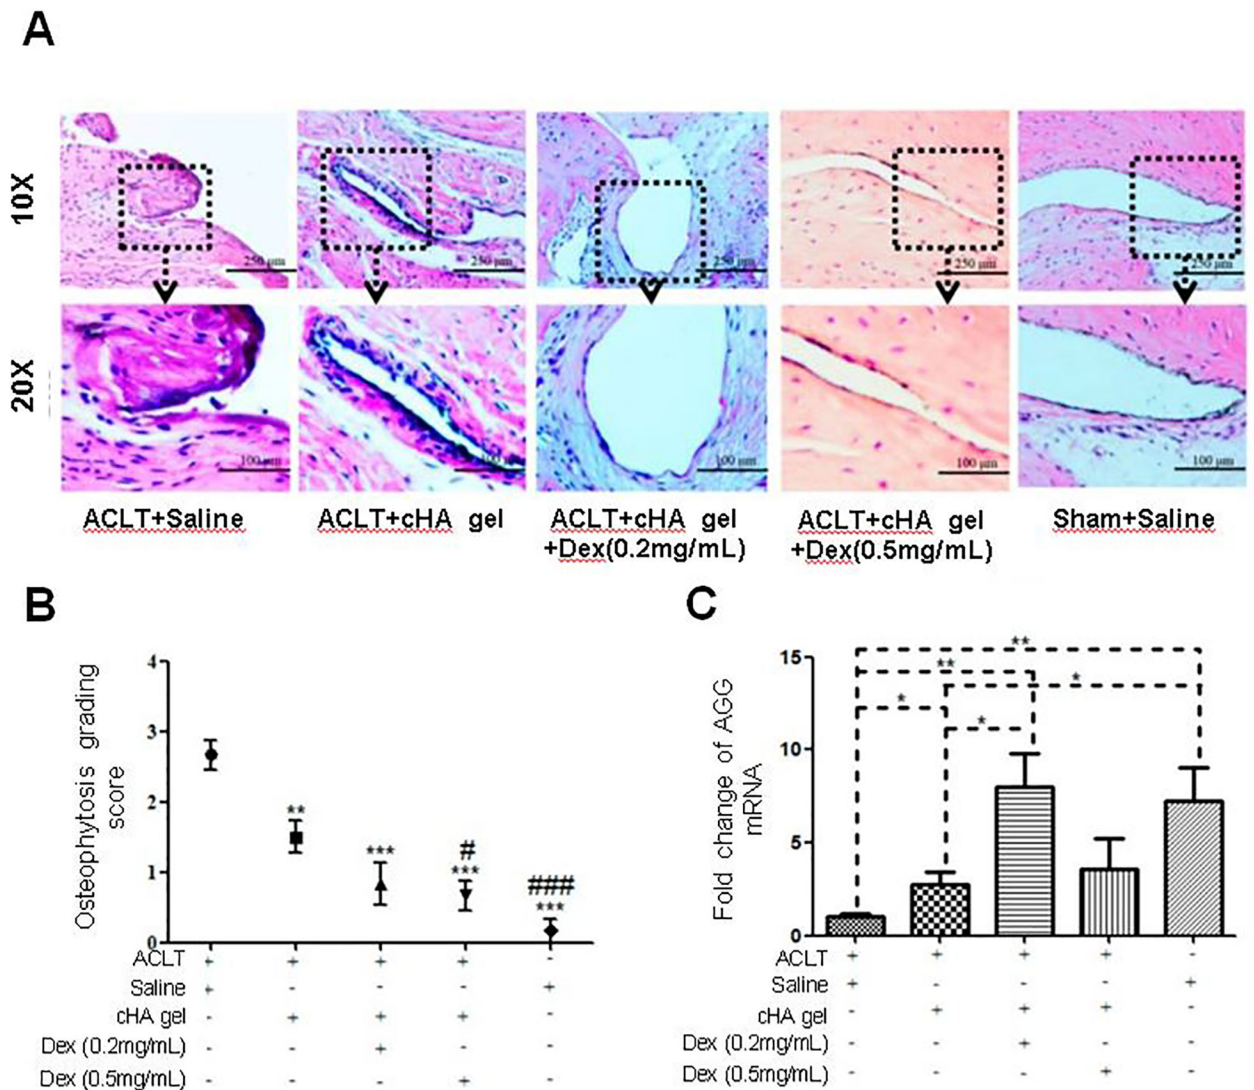 A
10X
250 μm 250 μm 250 μm 250 μm 250 μm
20X
100 μm 100 μm 100 μm 100 μm 100 μm
ACLT+Saline ACLT+cHA gel ACLT+cHA gel ACLT+cHA gel Sham+Saline
+Dex(0.2mg/mL) +Dex(0.5mg/mL)
B
Osteophytosis grading
score
4
3
2
1
0
**
***
#
***
###
***
ACLT + + + + -
Saline + - - - +
cHA gel - + + + -
Dex (0.2mg/mL) - - + - -
Dex (0.5mg/mL) - - - + -
C
Fold change of AGG
mRNA
15
10
5
0
**
**
*
*
*
ACLT + + + + -
Saline + - - - +
cHA gel - + + + -
Dex (0.2mg/mL) - - + - -
Dex (0.5mg/mL) - - - + -